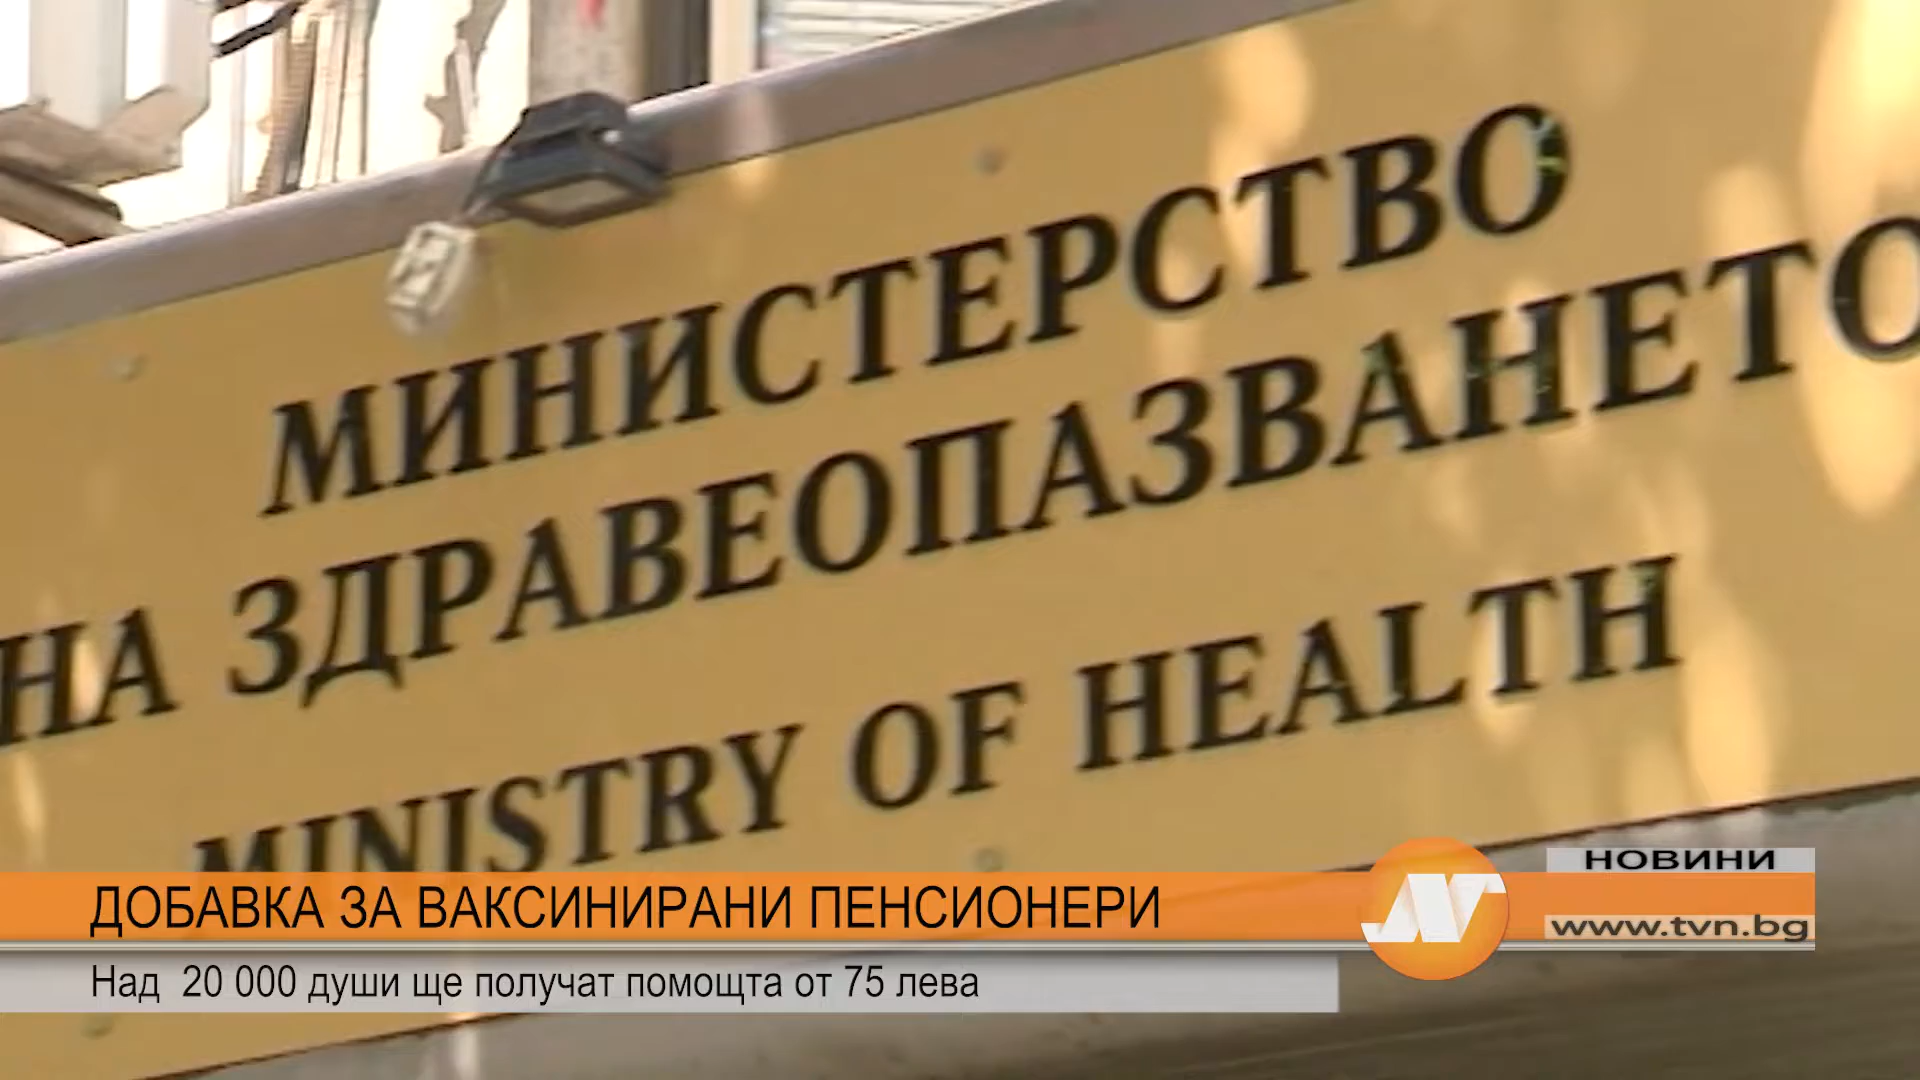 МИНИСТЕРСТВО
НА ЗДРАВЕОПАЗВАНЕТО
MINISTRY OF HEALTH
ДОБАВКА ЗА ВАКСИНИРАНИ ПЕНСИОНЕРИ
Над 20 000 души ще получат помощта от 75 лева
НОВИНИ
www.tvn.bg